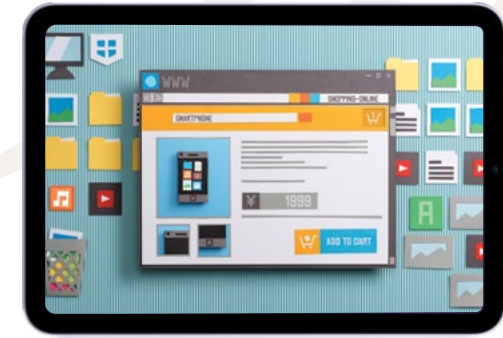 WWW
SHOPPING-ONLINE
SMARTPHONE
¥ 1999
ADD TO CART
A